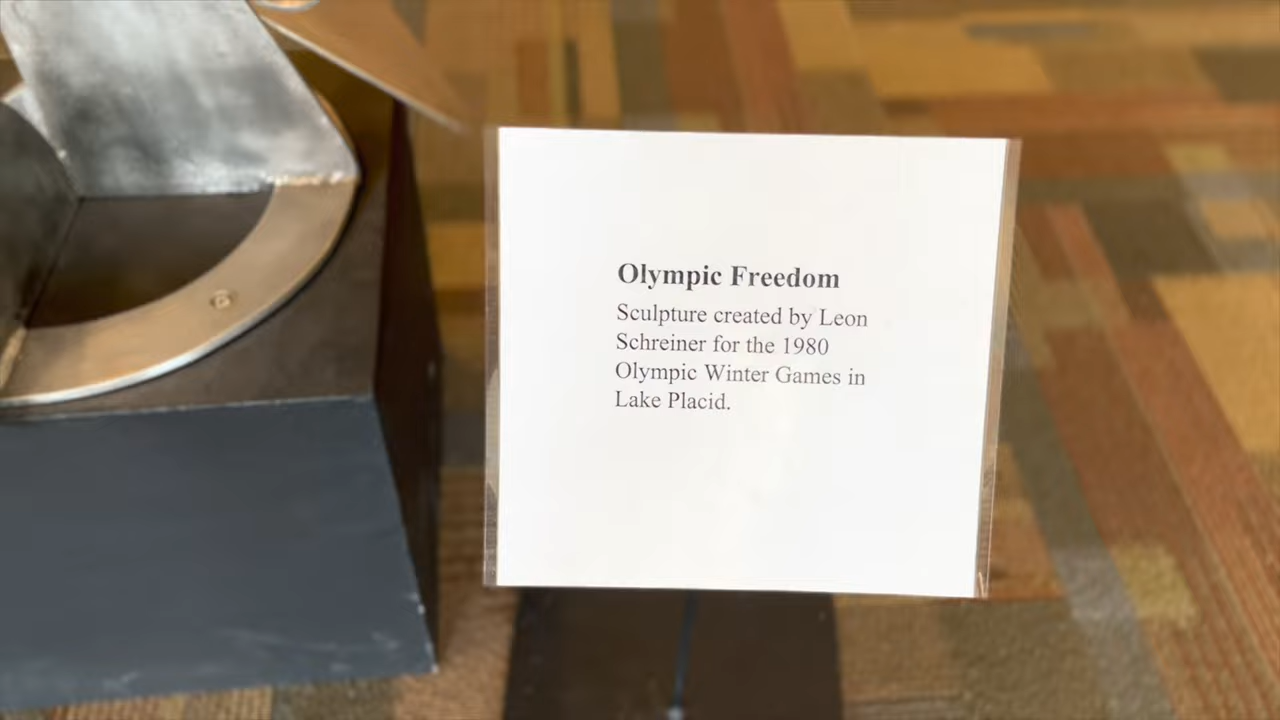 Olympic Freedom
Sculpture created by Leon
Schreiner for the 1980
Olympic Winter Games in
Lake Placid.